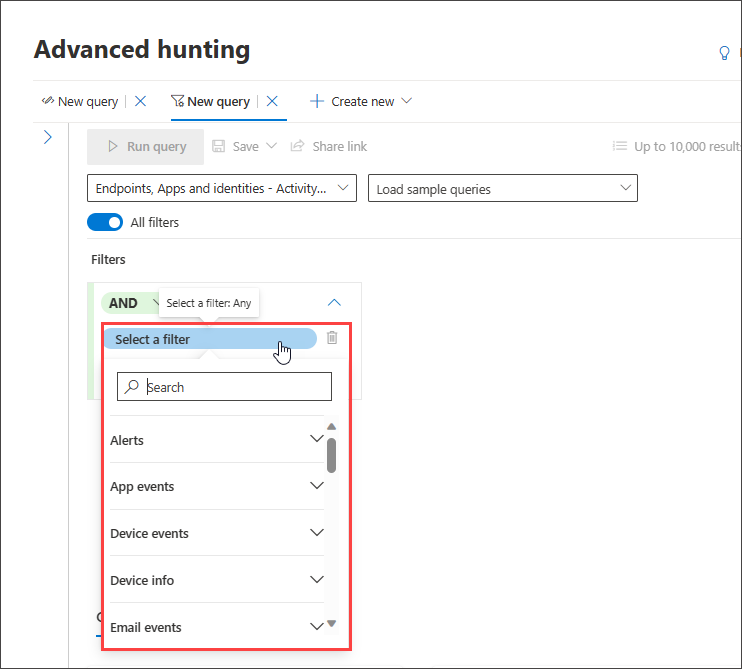 Advanced hunting
New query New query Create new
Run query Save Share link Up to 10,000 results
Endpoints, Apps and identities - Activity... Load sample queries
All filters
Filters
AND Select a filter: Any
Select a filter
Search
Alerts
App events
Device events
Device info
Email events